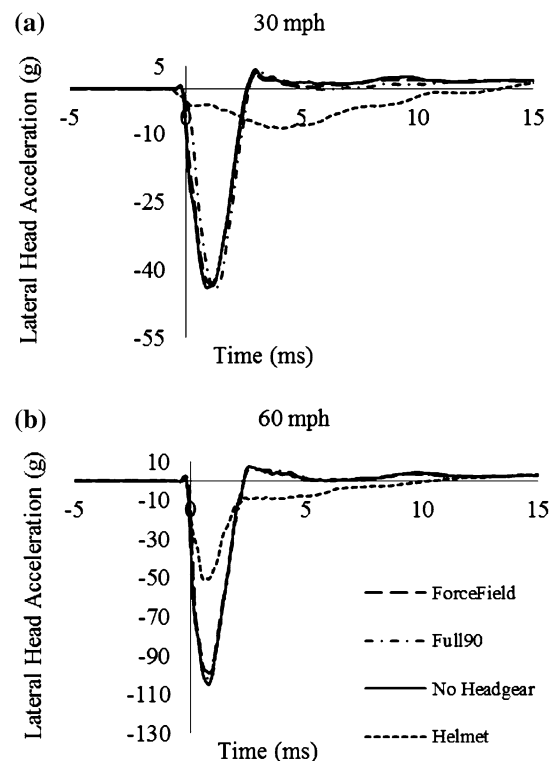 (a)
30 mph
Lateral Head Acceleration (g)
5
-5
0
5
10
15
-10
-25
-40
-55
Time (ms)
(b)
60 mph
Lateral Head Acceleration (g)
10
-10
-5
0
5
10
15
-30
-50
-70
-90
-110
-130
Time (ms)
ForceField
Full90
No Headgear
Helmet